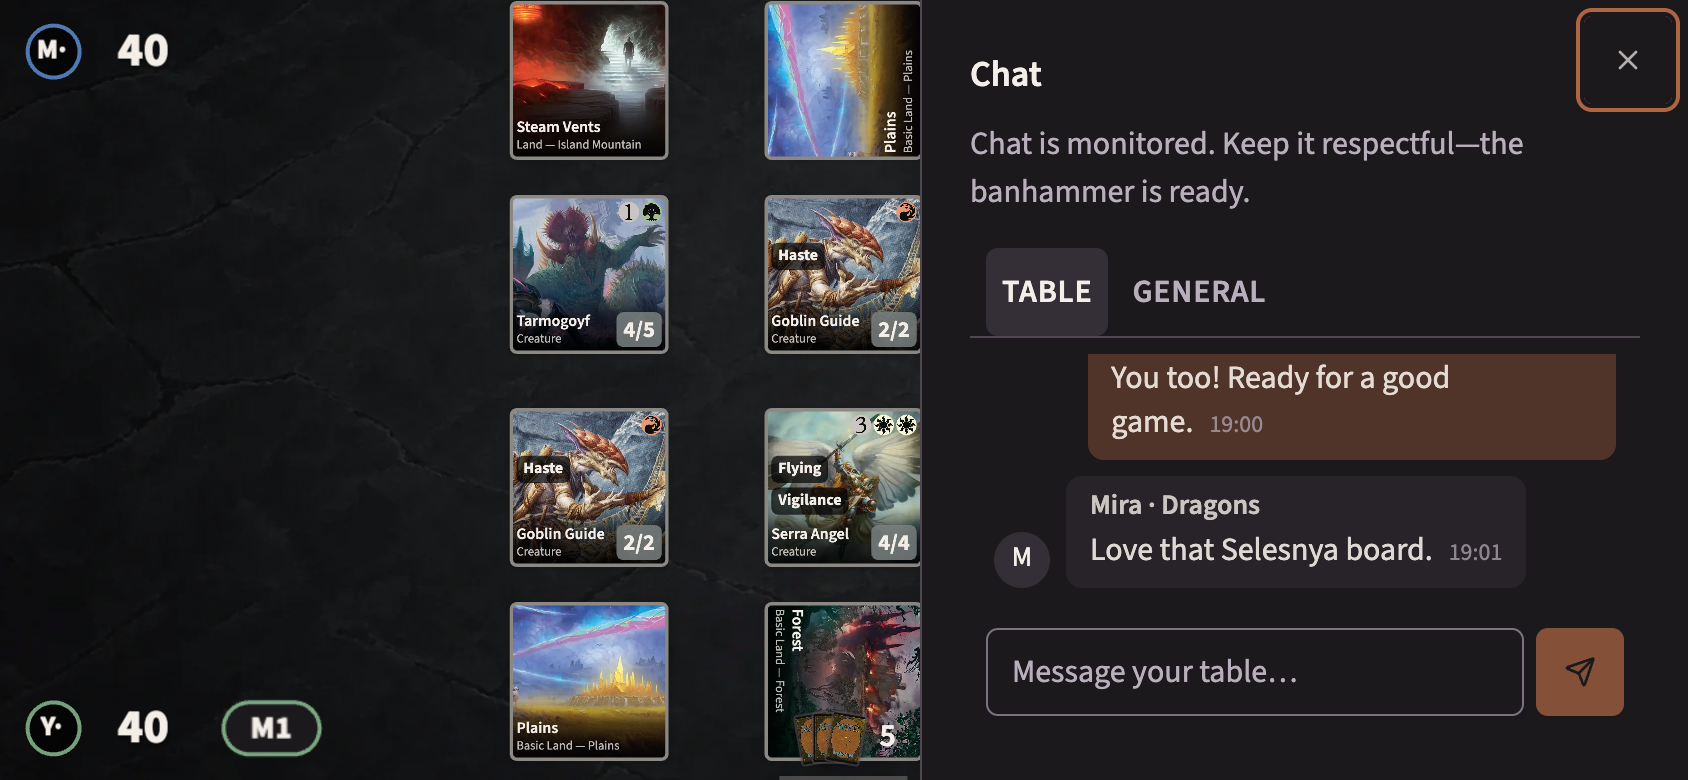 M·
40
Steam Vents
Land — Island Mountain
Plains
Basic Land — Plains
1
Tarmogoyf
Creature
4/5
Haste
Goblin Guide
Creature
2/2
Haste
Goblin Guide
Creature
2/2
3
Flying
Vigilance
Serra Angel
Creature
4/4
Plains
Basic Land — Plains
Forest
Basic Land — Forest
5
Y·
40
M1
Chat
Chat is monitored. Keep it respectful—the
banhammer is ready.
TABLE
GENERAL
You too! Ready for a good
game. 19:00
M
Mira · Dragons
Love that Selesnya board. 19:01
Message your table…